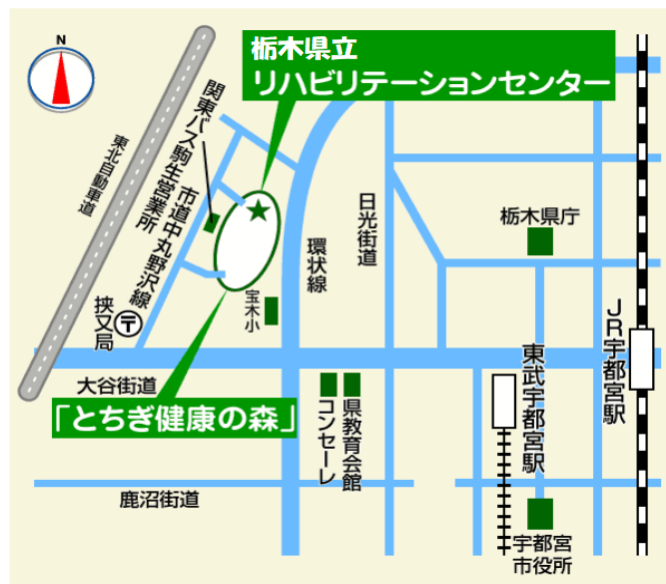 N
栃木県立
リハビリテーションセンター
関東バス駒生営業所
市道中丸野沢線
東北自動車道
日光街道
環状線
栃木県庁
宝木小
挟又局
〒
JR宇都宮駅
東武宇都宮駅
大谷街道
「とちぎ健康の森」
コンセーレ
県教育会館
鹿沼街道
宇都宮
市役所